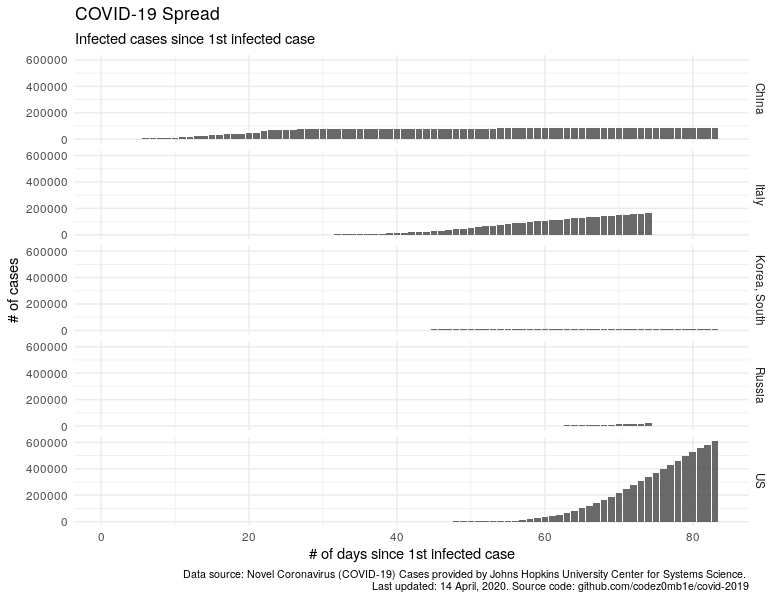 COVID-19 Spread
Infected cases since 1st infected case
600000
400000
200000
0
China
600000
400000
200000
0
Italy
600000
400000
200000
0
Korea, South
600000
400000
200000
0
Russia
600000
400000
200000
0
US
# of cases
0 20 40 60 80
# of days since 1st infected case
Data source: Novel Coronavirus (COVID-19) Cases provided by Johns Hopkins University Center for Systems Science.
Last updated: 14 April, 2020. Source code: github.com/codez0mb1e/covid-2019